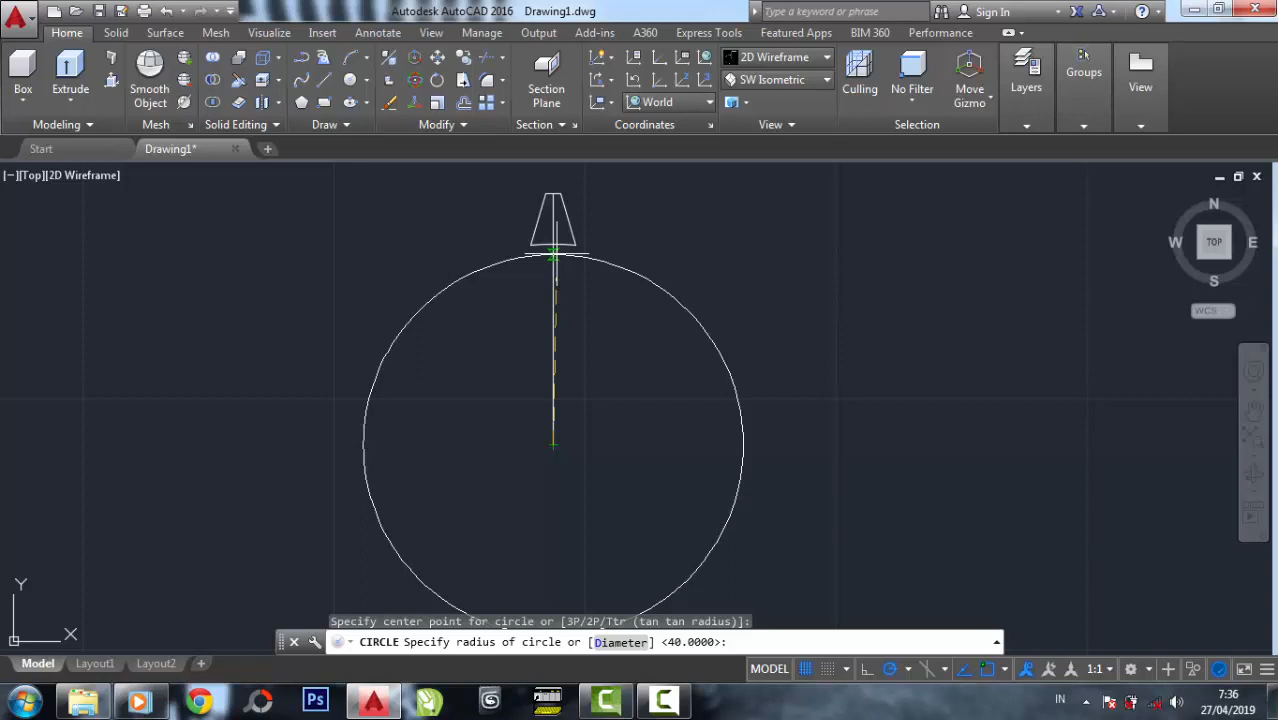 Autodesk AutoCAD 2016 Drawing1.dwg
Type a keyword or phrase
Sign In
Home Solid Surface Mesh Visualize Insert Annotate View Manage Output Add-ins A360 Express Tools Featured Apps BIM 360 Performance
Box
Extrude
Smooth
Object
Section
Plane
World
2D Wireframe
SW Isometric
Culling
No Filter
Move
Gizmo
Layers
Groups
View
Modeling Mesh Solid Editing Draw Modify Section Coordinates View Selection
Start Drawing1*
[−][Top][2D Wireframe]
N
W TOP E
S
WCS
Y
X
Specify center point for circle or [3P/2P/Ttr (tan tan radius)]:
CIRCLE Specify radius of circle or [Diameter] <40.0000>:
Model Layout1 Layout2
MODEL
1:1
Ps
IN
7:36
27/04/2019